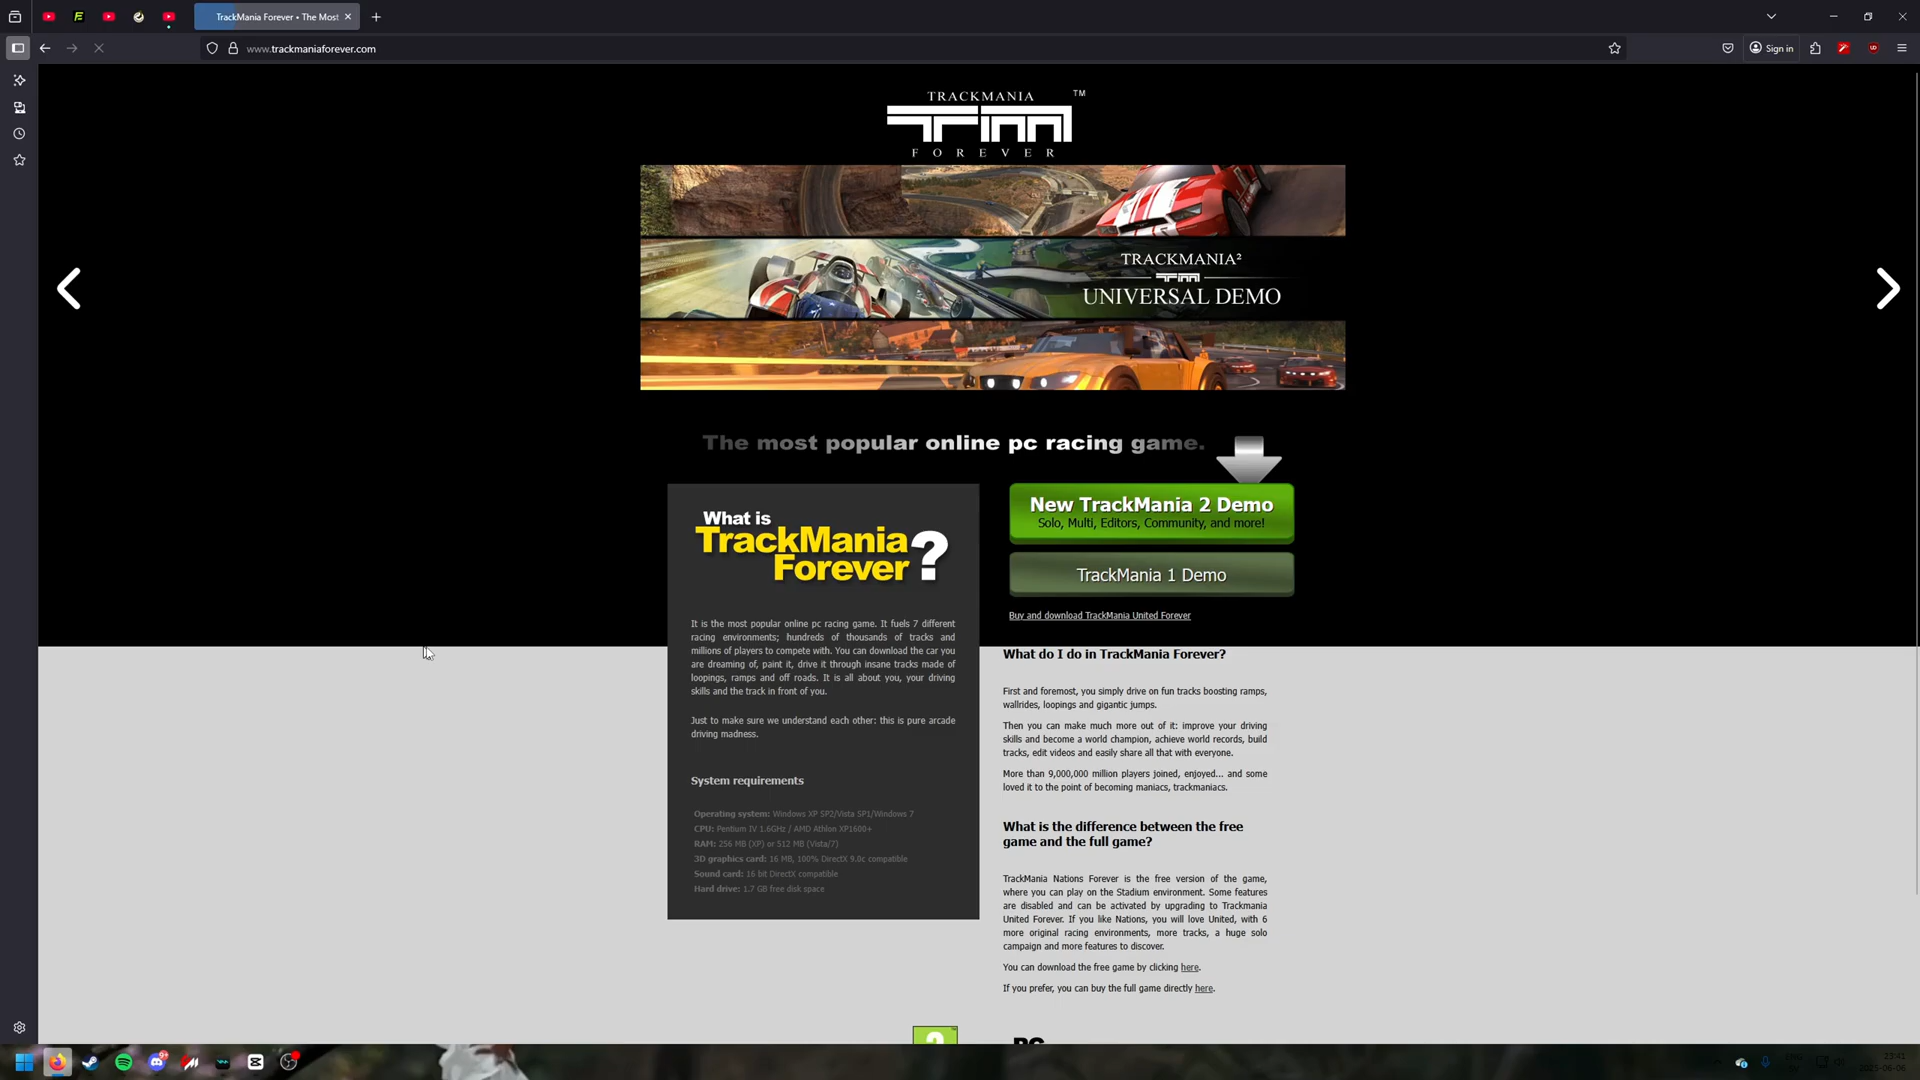 TrackMania Forever • The Most
www.trackmaniaforever.com
Sign in
TRACKMANIA
TM
FOREVER
TRACKMANIA²
UNIVERSAL DEMO
The most popular online pc racing game.
New TrackMania 2 Demo
Solo, Multi, Editors, Community, and more!
TrackMania 1 Demo
Buy and download TrackMania United Forever
What is
TrackMania
Forever?
It is the most popular online pc racing game. It fuels 7 different
racing environments; hundreds of thousands of tracks and
millions of players to compete with. You can download the car you
are dreaming of, paint it, drive it through insane tracks made of
loopings, ramps and off roads. It is all about you, your driving
skills and the track in front of you.
Just to make sure we understand each other: this is pure arcade
driving madness.
System requirements
Operating system: Windows XP SP2/Vista SP1/Windows 7
CPU: Pentium IV 1.6GHz / AMD Athlon XP1600+
RAM: 256 MB (XP) or 512 MB (Vista/7)
3D graphics card: 16 MB, 100% DirectX 9.0c compatible
Sound card: 16 bit DirectX compatible
Hard drive: 1.7 GB free disk space
What do I do in TrackMania Forever?
First and foremost, you simply drive on fun tracks boosting ramps,
wallrides, loopings and gigantic jumps.
Then you can make much more out of it: improve your driving
skills and become a world champion, achieve world records, build
tracks, edit videos and easily share all that with everyone.
More than 9,000,000 million players joined, enjoyed... and some
loved it to the point of becoming maniacs, trackmaniacs.
What is the difference between the free
game and the full game?
TrackMania Nations Forever is the free version of the game,
where you can play on the Stadium environment. Some features
are disabled and can be activated by upgrading to Trackmania
United Forever. If you like Nations, you will love United, with 6
more original racing environments, more tracks, a huge solo
campaign and more features to discover.
You can download the free game by clicking here.
If you prefer, you can buy the full game directly here.
23:41
2025-06-06